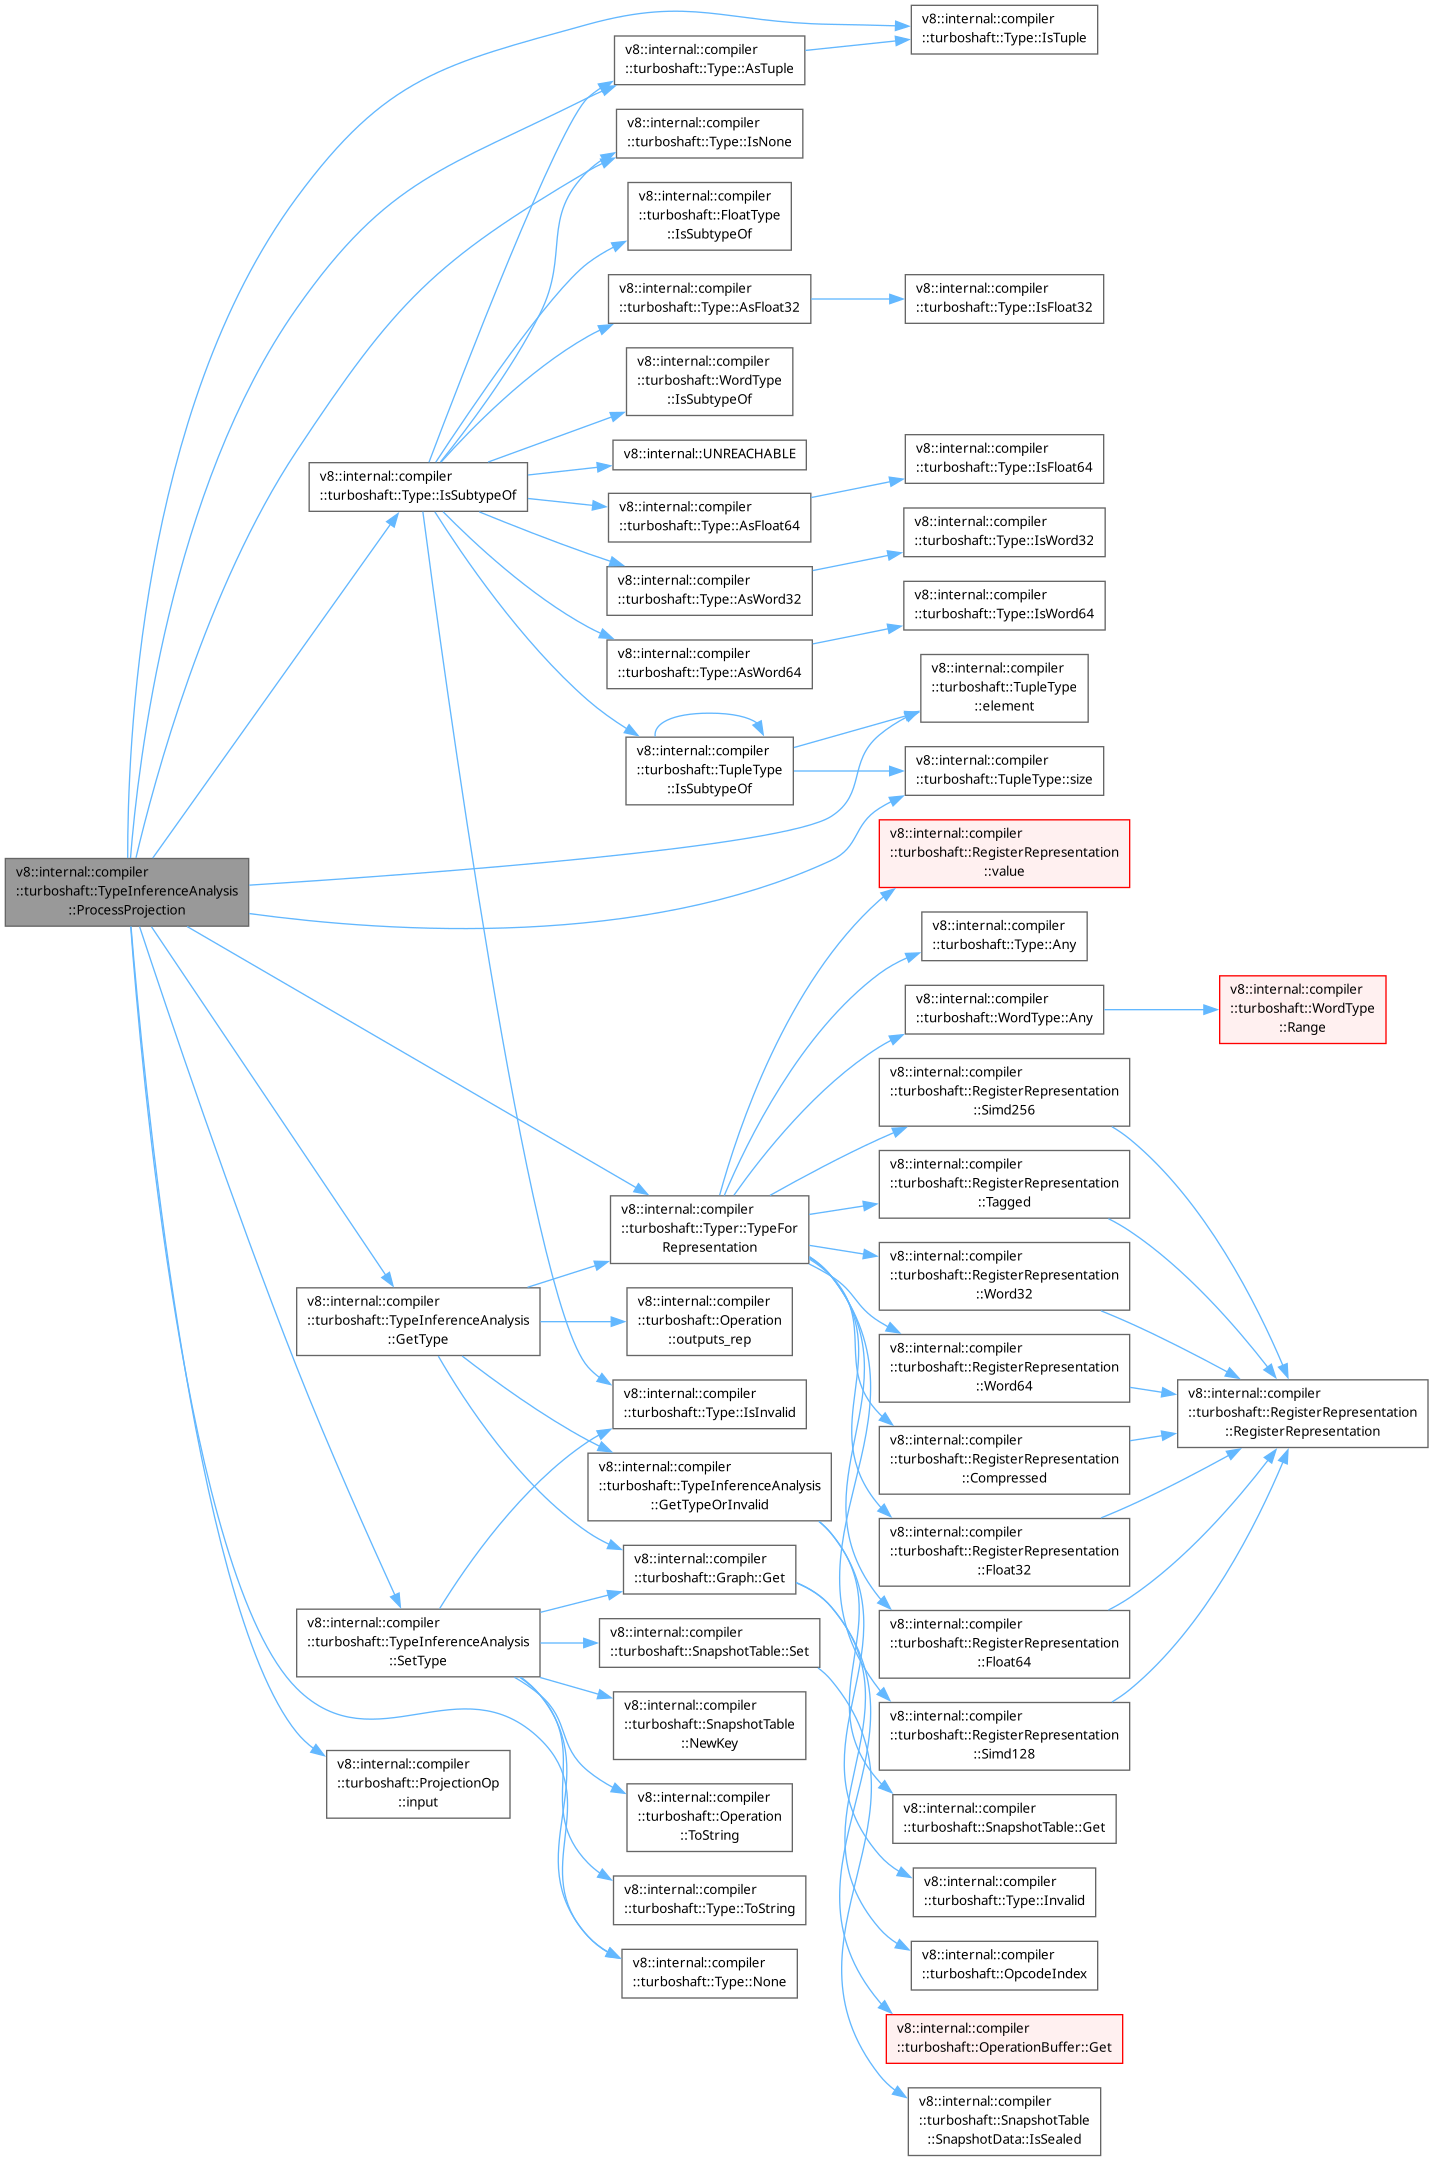 v8::internal::compiler
::turboshaft::TypeInferenceAnalysis
::ProcessProjection
v8::internal::compiler
::turboshaft::Type::IsSubtypeOf
v8::internal::compiler
::turboshaft::TypeInferenceAnalysis
::GetType
v8::internal::compiler
::turboshaft::TypeInferenceAnalysis
::SetType
v8::internal::compiler
::turboshaft::ProjectionOp
::input
v8::internal::compiler
::turboshaft::Type::AsTuple
v8::internal::compiler
::turboshaft::Type::IsNone
v8::internal::compiler
::turboshaft::FloatType
::IsSubtypeOf
v8::internal::compiler
::turboshaft::Type::AsFloat32
v8::internal::compiler
::turboshaft::WordType
::IsSubtypeOf
v8::internal::UNREACHABLE
v8::internal::compiler
::turboshaft::Type::AsFloat64
v8::internal::compiler
::turboshaft::Type::AsWord32
v8::internal::compiler
::turboshaft::Type::AsWord64
v8::internal::compiler
::turboshaft::TupleType
::IsSubtypeOf
v8::internal::compiler
::turboshaft::Typer::TypeFor
Representation
v8::internal::compiler
::turboshaft::Operation
::outputs_rep
v8::internal::compiler
::turboshaft::Type::IsInvalid
v8::internal::compiler
::turboshaft::TypeInferenceAnalysis
::GetTypeOrInvalid
v8::internal::compiler
::turboshaft::Graph::Get
v8::internal::compiler
::turboshaft::SnapshotTable::Set
v8::internal::compiler
::turboshaft::SnapshotTable
::NewKey
v8::internal::compiler
::turboshaft::Operation
::ToString
v8::internal::compiler
::turboshaft::Type::ToString
v8::internal::compiler
::turboshaft::Type::None
v8::internal::compiler
::turboshaft::Type::IsTuple
v8::internal::compiler
::turboshaft::Type::IsFloat32
v8::internal::compiler
::turboshaft::Type::IsFloat64
v8::internal::compiler
::turboshaft::Type::IsWord32
v8::internal::compiler
::turboshaft::Type::IsWord64
v8::internal::compiler
::turboshaft::TupleType
::element
v8::internal::compiler
::turboshaft::TupleType::size
v8::internal::compiler
::turboshaft::RegisterRepresentation
::value
v8::internal::compiler
::turboshaft::Type::Any
v8::internal::compiler
::turboshaft::WordType::Any
v8::internal::compiler
::turboshaft::RegisterRepresentation
::Simd256
v8::internal::compiler
::turboshaft::RegisterRepresentation
::Tagged
v8::internal::compiler
::turboshaft::RegisterRepresentation
::Word32
v8::internal::compiler
::turboshaft::RegisterRepresentation
::Word64
v8::internal::compiler
::turboshaft::RegisterRepresentation
::Compressed
v8::internal::compiler
::turboshaft::RegisterRepresentation
::Float32
v8::internal::compiler
::turboshaft::RegisterRepresentation
::Float64
v8::internal::compiler
::turboshaft::RegisterRepresentation
::Simd128
v8::internal::compiler
::turboshaft::SnapshotTable::Get
v8::internal::compiler
::turboshaft::Type::Invalid
v8::internal::compiler
::turboshaft::OpcodeIndex
v8::internal::compiler
::turboshaft::OperationBuffer::Get
v8::internal::compiler
::turboshaft::SnapshotTable
::SnapshotData::IsSealed
v8::internal::compiler
::turboshaft::WordType
::Range
v8::internal::compiler
::turboshaft::RegisterRepresentation
::RegisterRepresentation